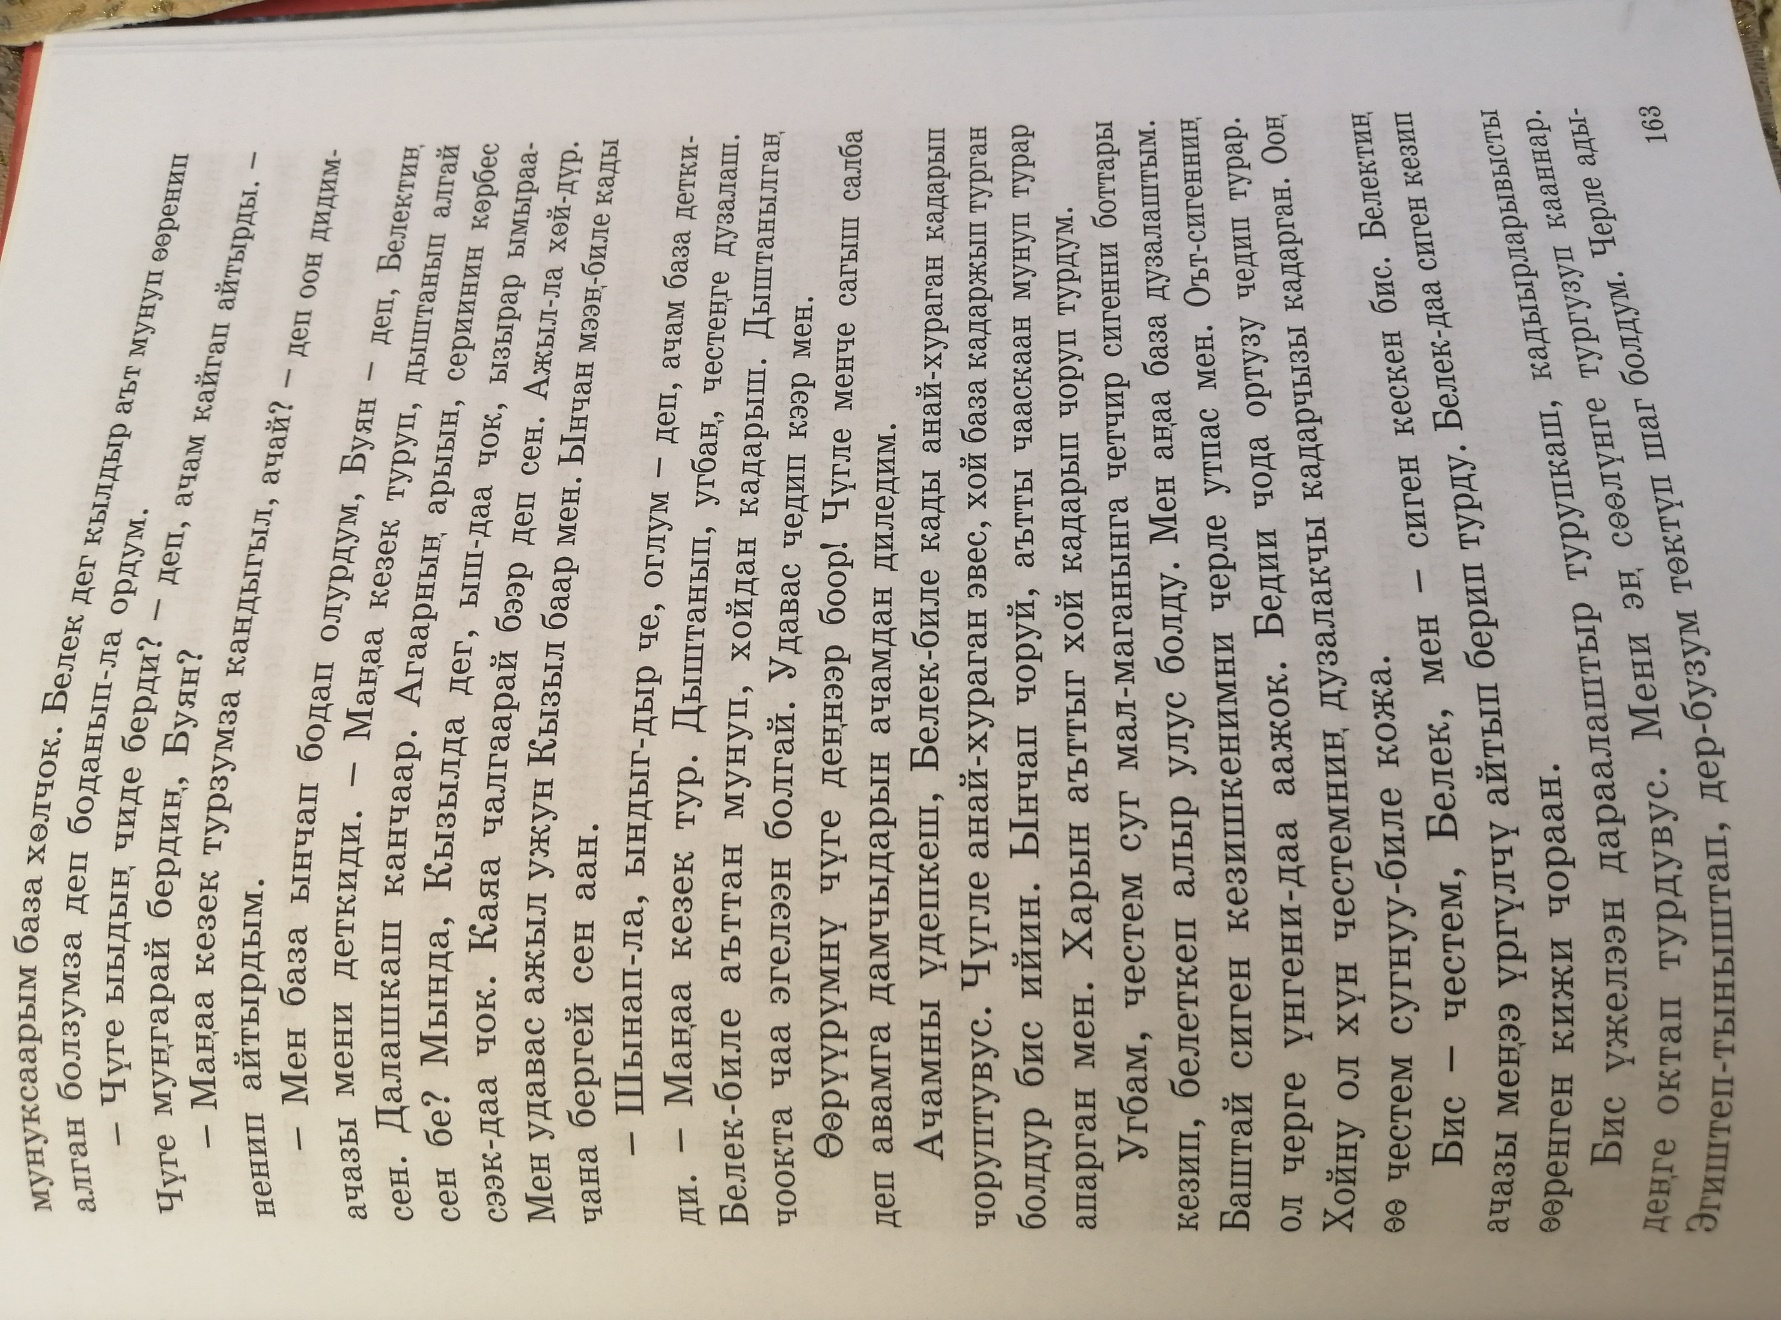 мунуксаарым база хөлчок. Белек дег кылдыр аът мунуп өөренип
алган болзумза деп боданып-ла ордум.
– Чүге ыыдың чиде берди? – деп, ачам кайгап айтырды. –
Чүге муңгарай бердиң, Буян?
– Маңаа кезек турзумза кандыгыл, ачай? – деп оон дидим-
ненип айтырдым.
– Мен база ынчап бодап олурдум, Буян – деп, Белектиң
ачазы мени деткиди. – Маңаа кезек туруп, дыштанып алгай
сен. Далашкаш канчаар. Агаарның арыын, сериинин көрбес
сен бе? Мында, Кызылда дег, ыш-даа чок, ызырар ымыраа-
сээк-даа чок. Каяа чалгаарай бээр деп сен. Ажыл-ла хөй-дүр.
Мен удавас ажыл ужун Кызыл баар мен. Ынчан мээң-биле кады
чана бергей сен аан.
– Шынап-ла, ындыг-дыр че, оглум – деп, ачам база детки-
ди. – Маңаа кезек тур. Дыштанып, угбаң, честеңге дузалаш.
Белек-биле аъттан мунуп, хойдан кадарыш. Дыштанылгаң
чоокта чаа эгелээн болгай. Удавас чедип кээр мен.
Өөрүүрүмнү чүге деңнээр боор! Чүгле менче сагыш салба
деп авамга дамчыдарын ачамдан диледим.
Ачамны үдепкеш, Белек-биле кады анай-хураган кадарып
чоруптувус. Чүгле анай-хураган эвес, хой база кадаржып турган
болдур бис ийин. Ынчап чоруй, аътты чааскаан мунуп турар
апарган мен. Харын аъттыг хой кадарып чоруп турдум.
Угбам, честем суг мал-маганынга четчир сигенни боттары
кезип, белеткеп алыр улус болду. Мен аңаа база дузалаштым.
Баштай сиген кезишкенимни черле утпас мен. Оът-сигенниң
ол черге үнгени-даа аажок. Бедии чода ортузу чедип турар.
Хойну ол хүн честемниң дузалакчы кадарчызы кадарган. Ооң
өө честем сугнуу-биле кожа.
Бис – честем, Белек, мен – сиген кескен бис. Белектиң
ачазы меңээ үргүлчү айтып берип турду. Белек-даа сиген кезип
өөренген кижи чораан.
Бис үжелээн дараалаштыр турупкаш, кадыырларывысты
деңге октап турдувус. Мени эң сөөлүнге тургузуп кааннар.
Эгиштеп-тыныштап, дер-бузум төктүп шаг болдум. Черле ады-
163